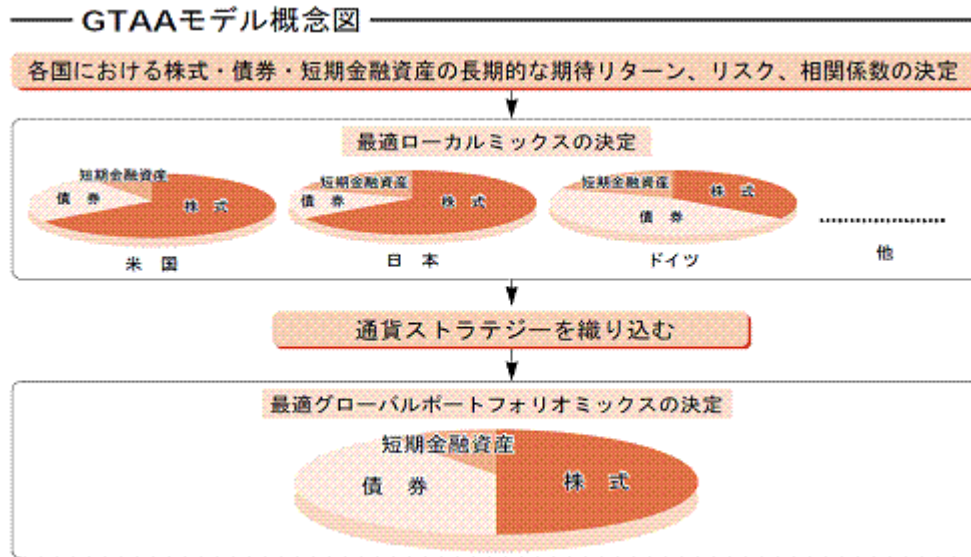 GTAAモデル概念図
各国における株式・債券・短期金融資産の長期的な期待リターン、リスク、相関係数の決定
最適ローカルミックスの決定
短期金融資産
債 券
株 式
米 国
短期金融資産
債 券
株 式
日 本
短期金融資産
株 式
債 券
ドイツ
他
通貨ストラテジーを織り込む
最適グローバルポートフォリオミックスの決定
短期金融資産
債 券
株 式